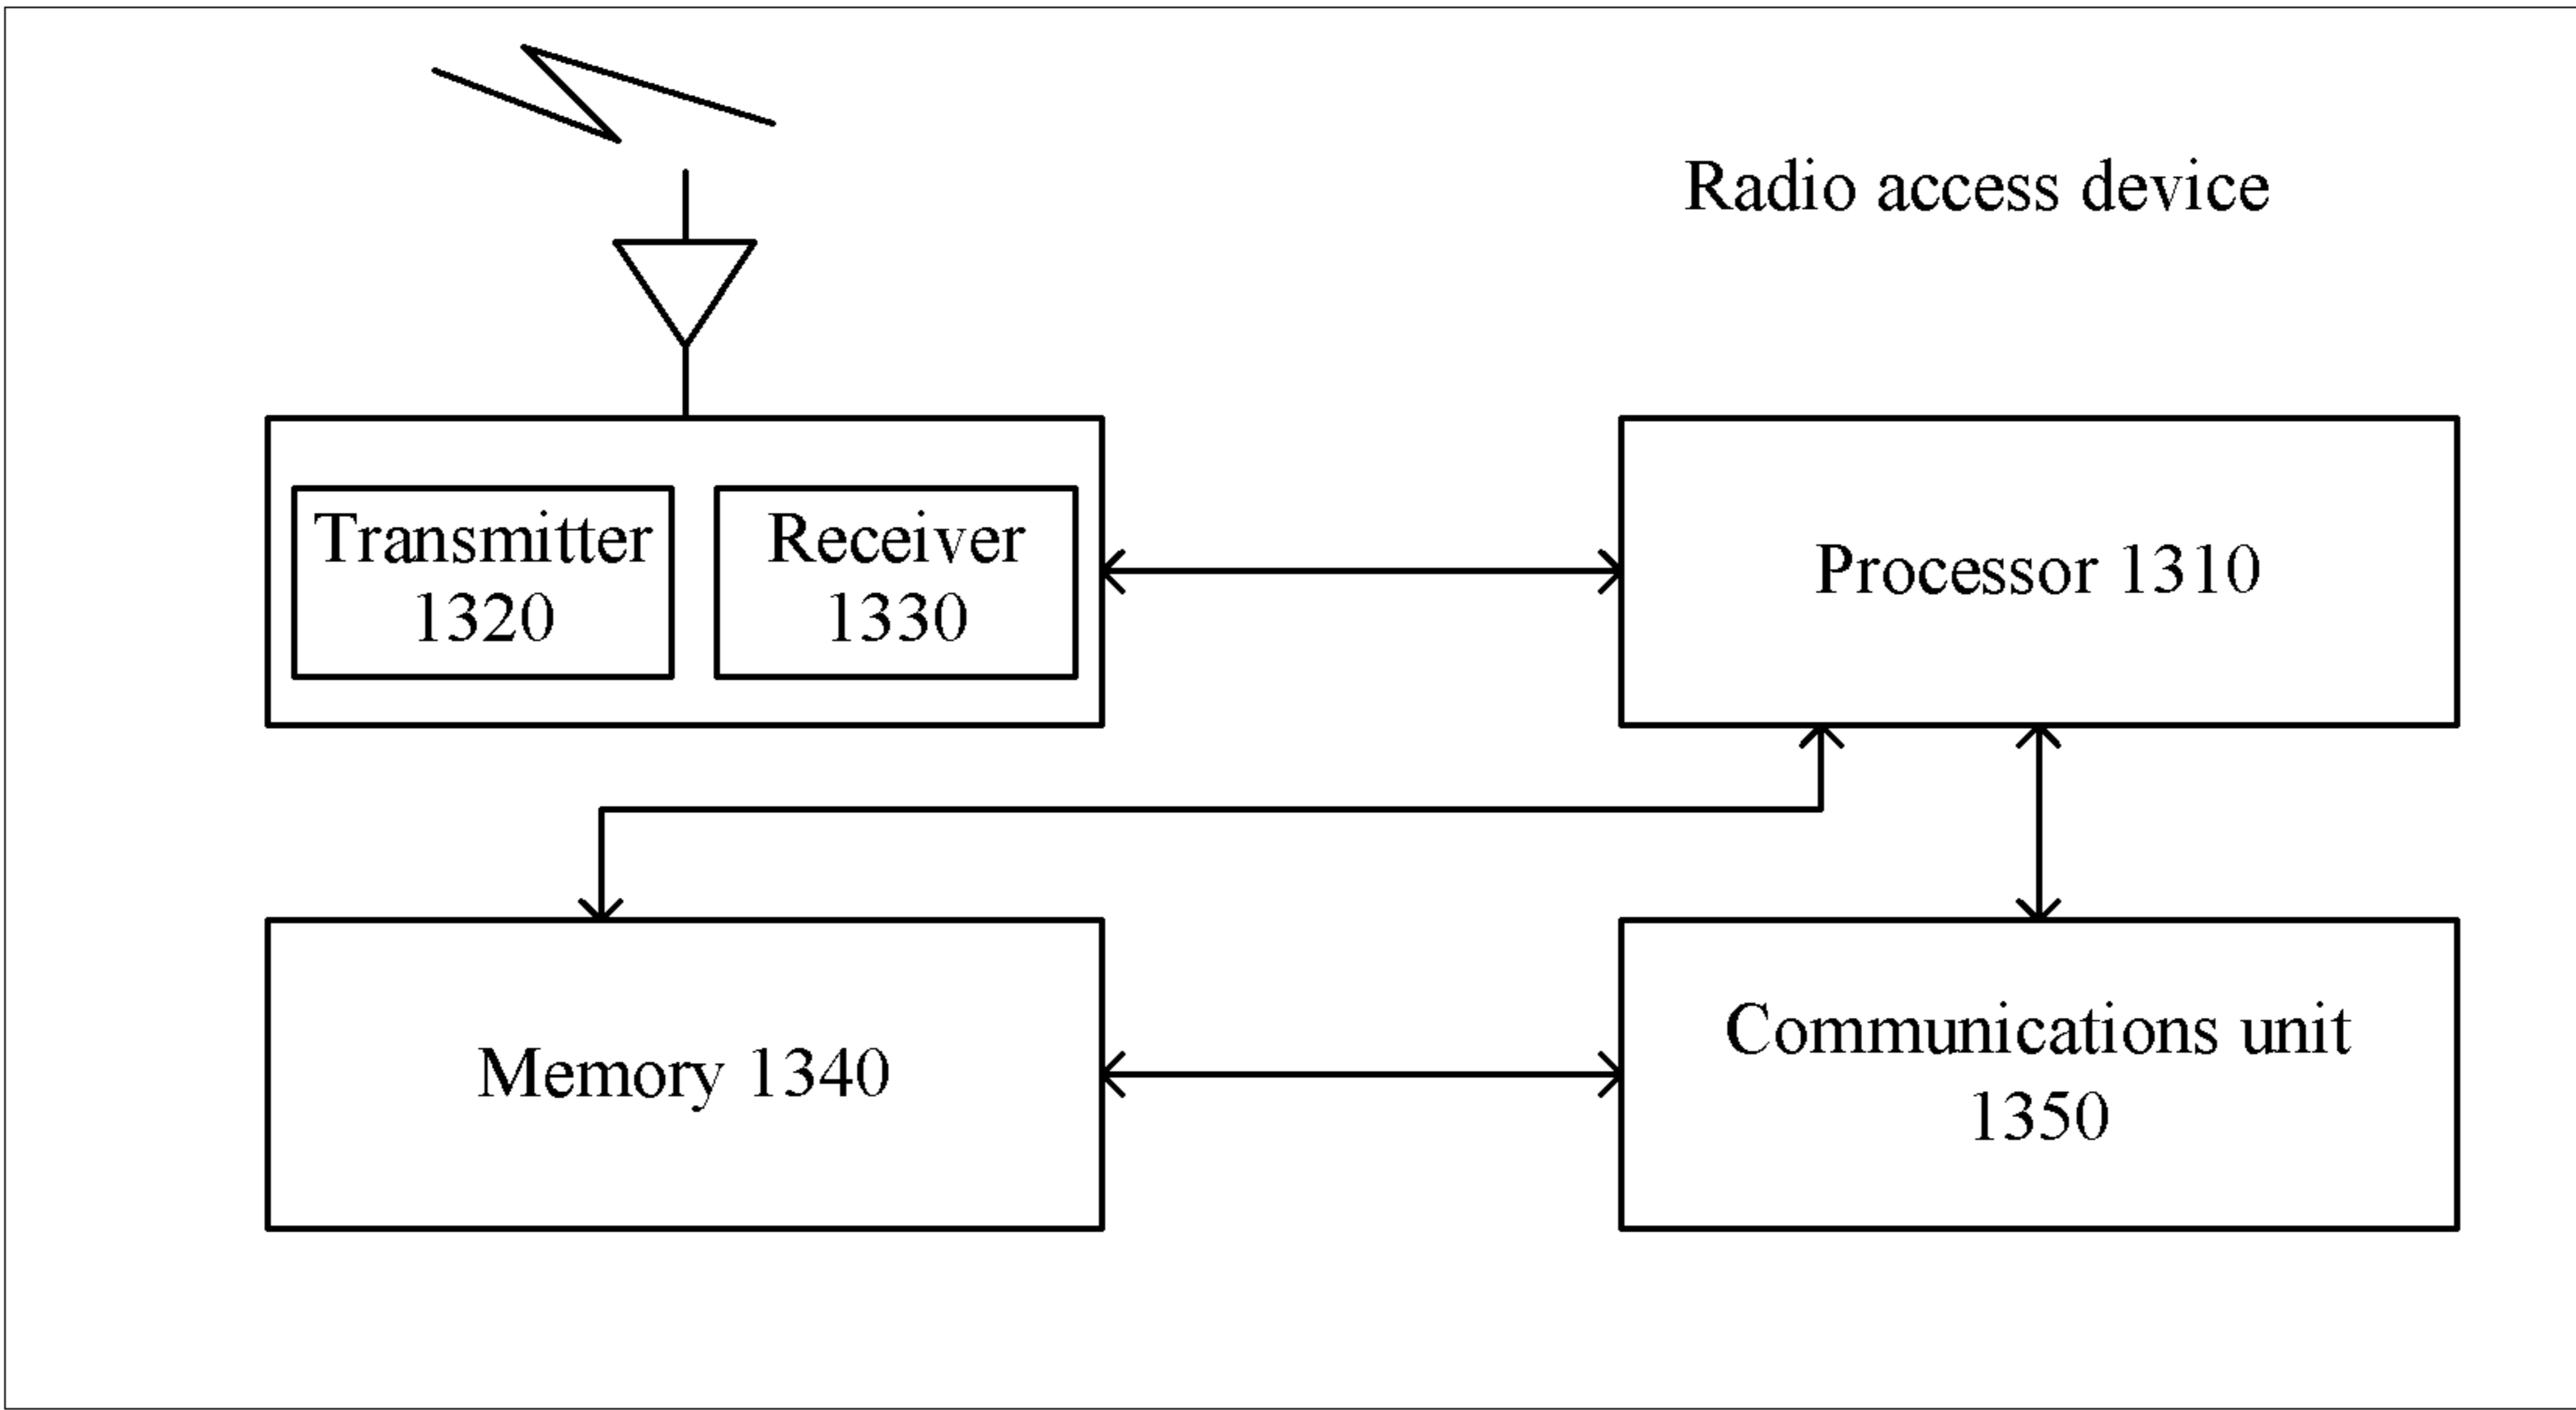 Radio access device
Transmitter
1320
Receiver
1330
Processor 1310
Memory 1340
Communications unit
1350